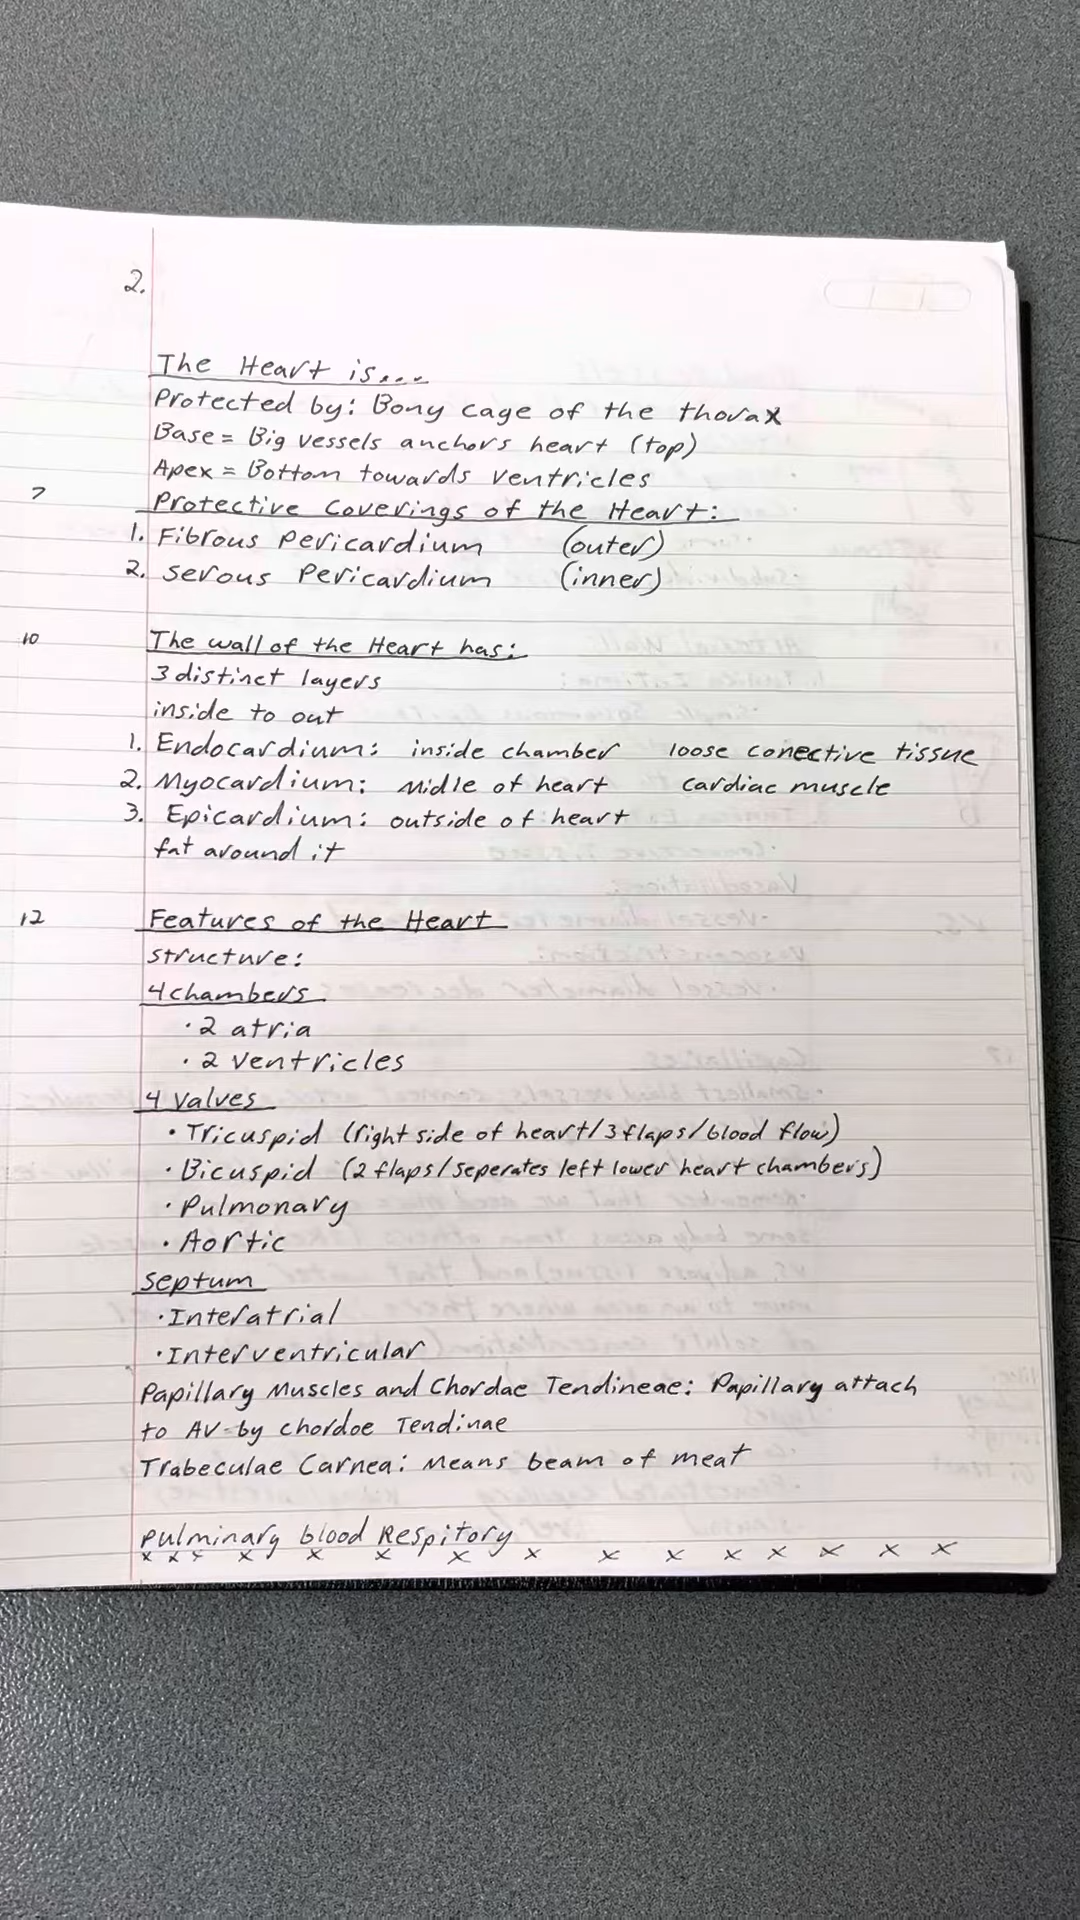 2.
The Heart is...
Protected by: Bony cage of the thorax
Base = Big vessels anchors heart (top)
Apex = Bottom towards ventricles
7 Protective Coverings of the Heart:
1. Fibrous Pericardium (outer)
2. Serous Pericardium (inner)
10 The wall of the Heart has:
3 distinct layers
inside to out
1. Endocardium: inside chamber loose conective tissue
2. Myocardium: Midle of heart cardiac muscle
3. Epicardium: outside of heart
fat around it
12 Features of the Heart
structure:
4 chambers
· 2 atria
· 2 ventricles
4 valves
· Tricuspid (right side of heart/3 flaps/blood flow)
· Bicuspid (2 flaps/seperates left lower heart chambers)
· Pulmonary
· Aortic
septum
· Interatrial
· Interventricular
Papillary Muscles and Chordae Tendineae: Papillary attach
to AV by chordoe Tendinae
Trabeculae Carnea: Means beam of meat
Pulminary blood Respitory
x x x x x x x x x x x x x x x